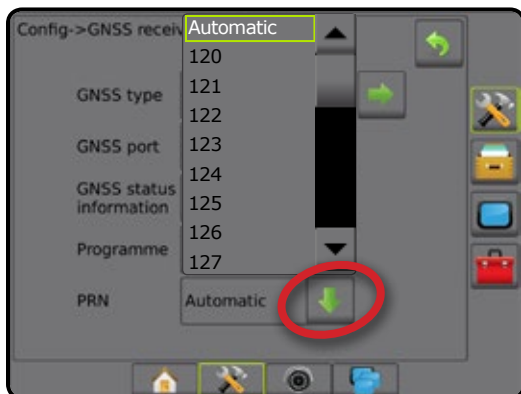 Config->GNSS receiv
Automatic
120
121
122
123
124
125
126
127
GNSS type
GNSS port
GNSS status
information
Programme
PRN
Automatic